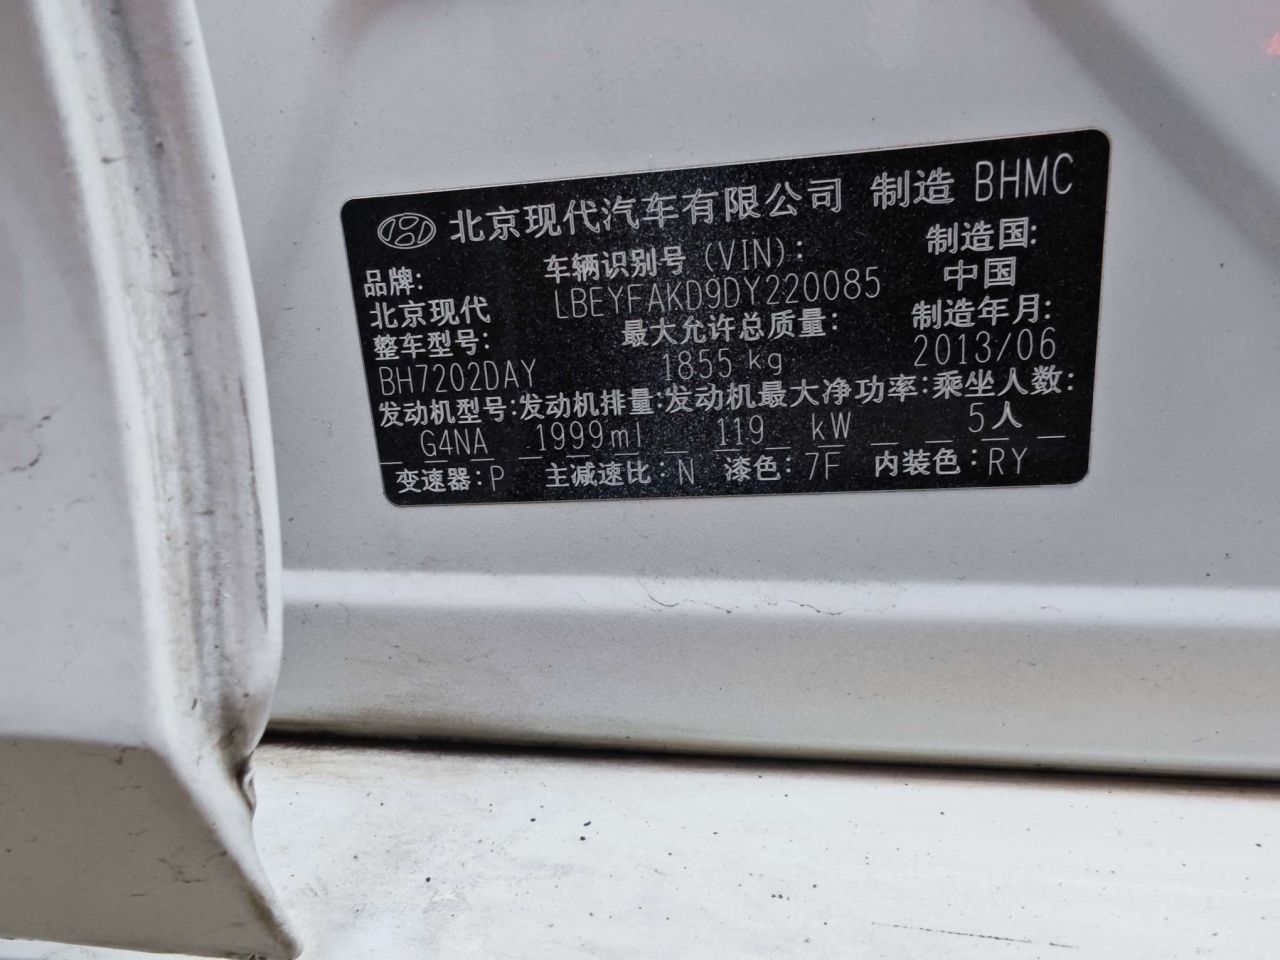 北京现代汽车有限公司 制造 BHMC
品牌: 车辆识别号 (VIN): 制造国:
北京现代 LBEYFAKD9DY220085 中国
整车型号: 最大允许总质量: 制造年月:
BH7202DAY 1855 kg 2013/06
发动机型号: 发动机排量: 发动机最大净功率: 乘坐人数:
G4NA 1999ml 119 kW 5人
变速器: P 主减速比: N 漆色: 7F 内装色: RY